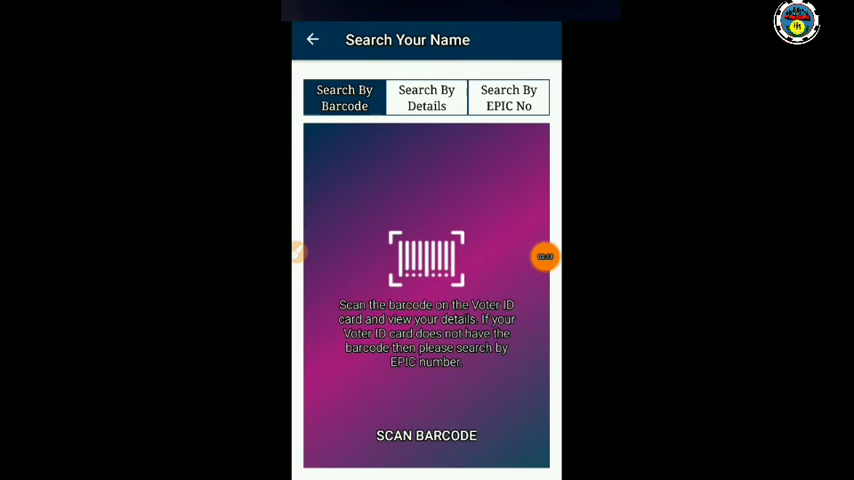 Search Your Name
Search By
Barcode
Search By
Details
Search By
EPIC No
Scan the barcode on the Voter ID
card and view your details. If your
Voter ID card does not have the
barcode then please search by
EPIC number.
SCAN BARCODE
02:13